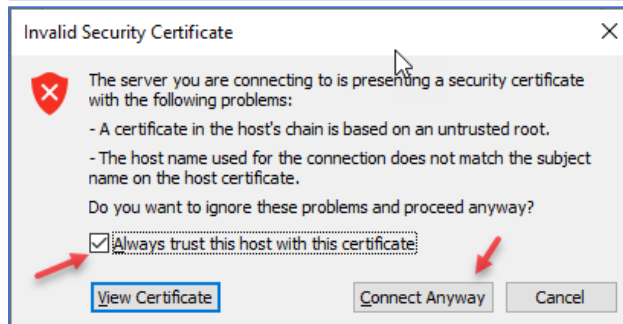 Invalid Security Certificate
The server you are connecting to is presenting a security certificate
with the following problems:
- A certificate in the host's chain is based on an untrusted root.
- The host name used for the connection does not match the subject
name on the host certificate.
Do you want to ignore these problems and proceed anyway?
Always trust this host with this certificate
View Certificate Connect Anyway Cancel